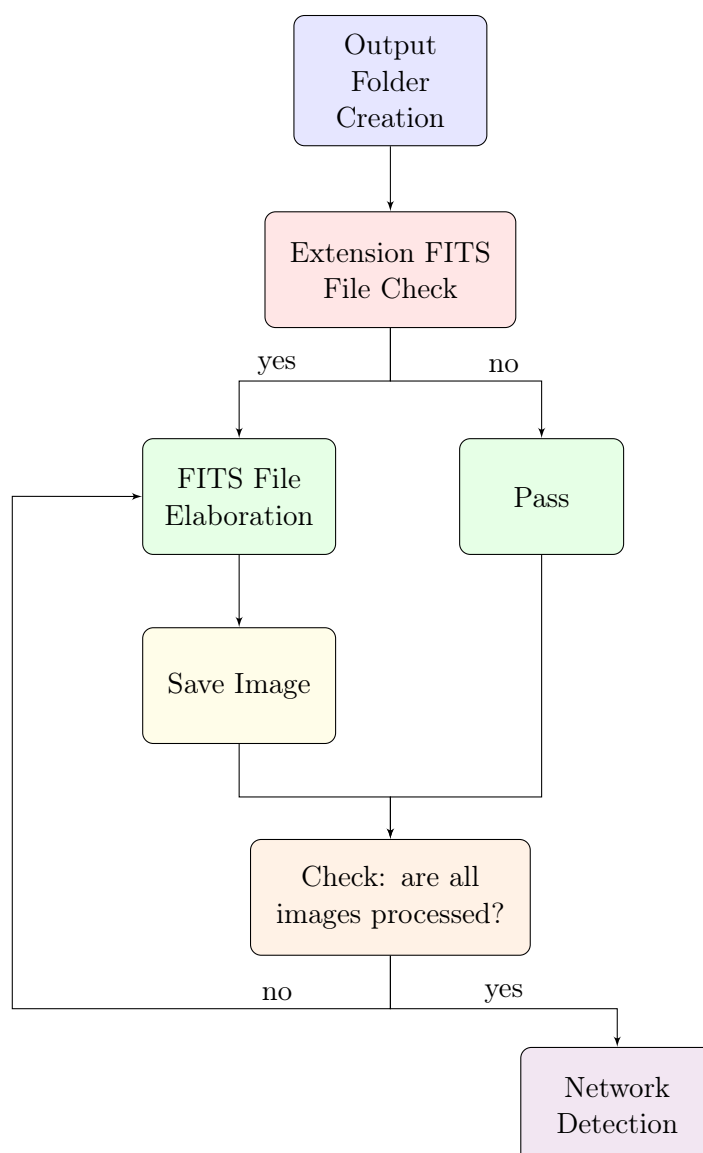 Output
Folder
Creation
Extension FITS
File Check
yes
no
FITS File
Elaboration
Pass
Save Image
Check: are all
images processed?
no
yes
Network
Detection